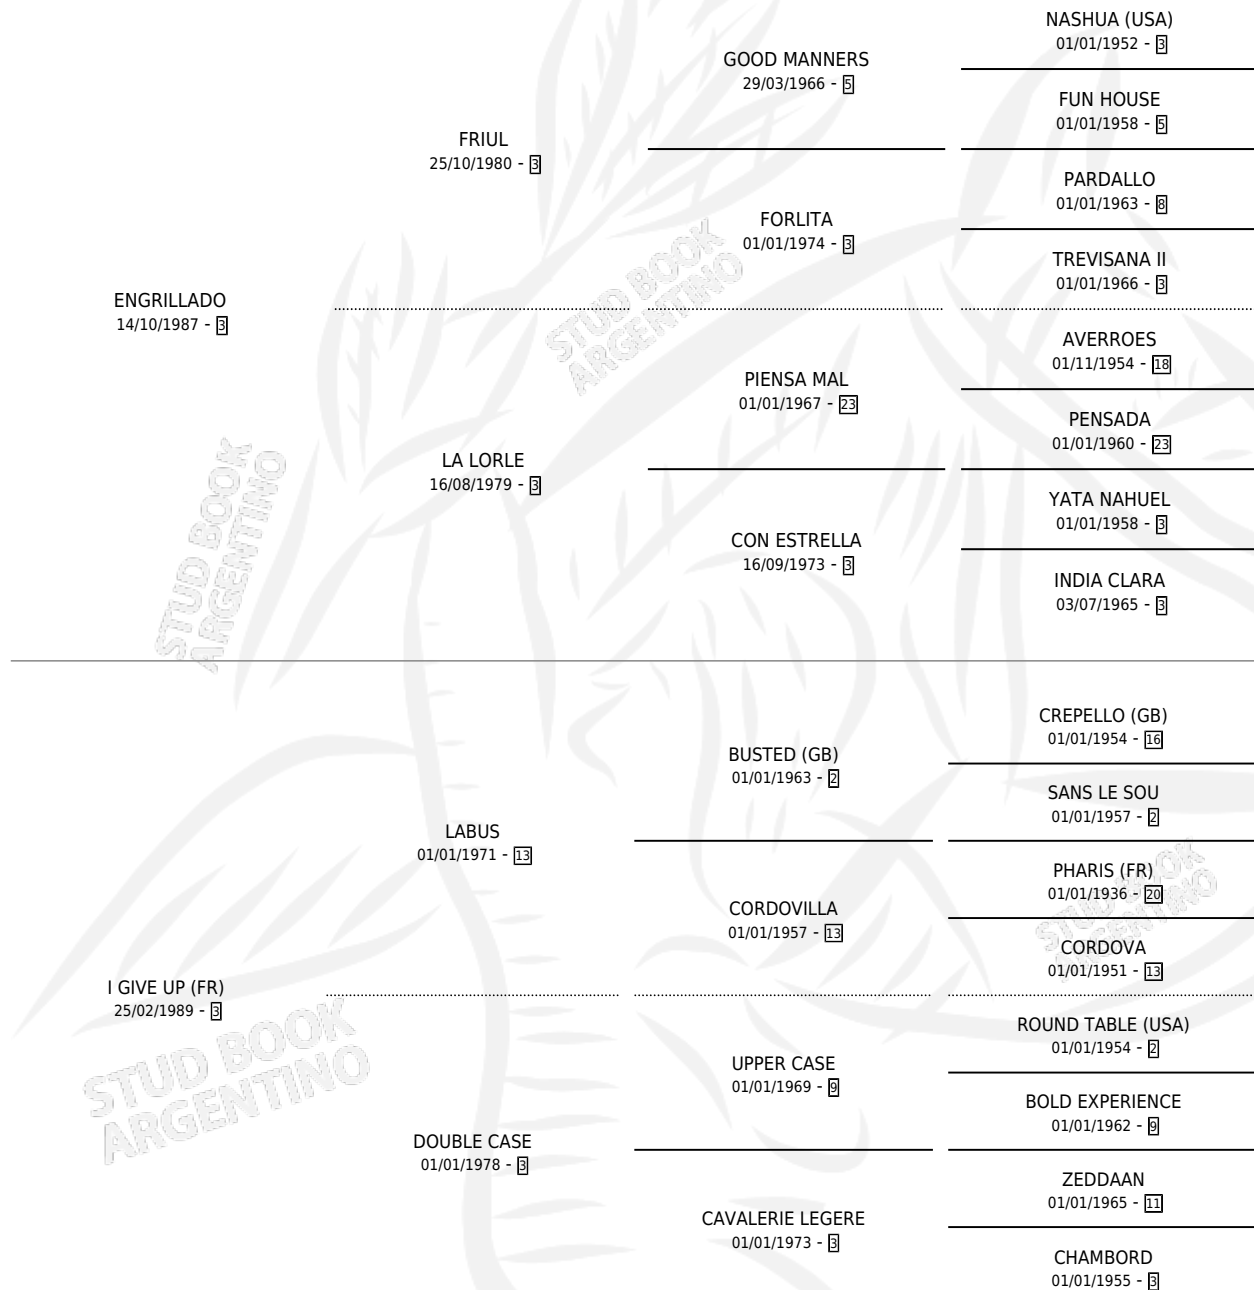 NASHUA (USA)
01/01/1952 - 3
GOOD MANNERS
29/03/1966 - 5
FUN HOUSE
01/01/1958 - 5
FRIUL
25/10/1980 - 3
PARDALLO
01/01/1963 - 8
FORLITA
01/01/1974 - 3
TREVISANA II
01/01/1966 - 3
STUD BOOK
ARGENTINO
ENGRILLADO
14/10/1987 - 3
AVERROES
01/11/1954 - 18
PIENSA MAL
01/01/1967 - 23
PENSADA
01/01/1960 - 23
LA LORLE
16/08/1979 - 3
YATA NAHUEL
01/01/1958 - 3
CON ESTRELLA
16/09/1973 - 3
INDIA CLARA
03/07/1965 - 3
STUD BOOK
ARGENTINO
CREPELLO (GB)
01/01/1954 - 16
BUSTED (GB)
01/01/1963 - 2
SANS LE SOU
01/01/1957 - 2
LABUS
01/01/1971 - 13
PHARIS (FR)
01/01/1936 - 20
CORDOVILLA
01/01/1957 - 13
CORDOVA
01/01/1951 - 13
STUD BOOK
ARGENTINO
I GIVE UP (FR)
25/02/1989 - 3
ROUND TABLE (USA)
01/01/1954 - 2
UPPER CASE
01/01/1969 - 9
BOLD EXPERIENCE
01/01/1962 - 9
STUD BOOK
ARGENTINO
DOUBLE CASE
01/01/1978 - 3
ZEDDAAN
01/01/1965 - 11
CAVALERIE LEGERE
01/01/1973 - 3
CHAMBORD
01/01/1955 - 3